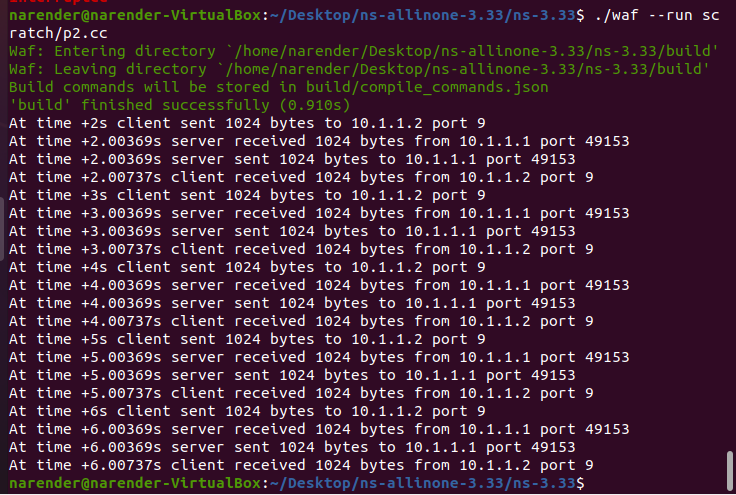 narender@narender-VirtualBox:~/Desktop/ns-allinone-3.33/ns-3.33$ ./waf --run sc
ratch/p2.cc
Waf: Entering directory `/home/narender/Desktop/ns-allinone-3.33/ns-3.33/build'
Waf: Leaving directory `/home/narender/Desktop/ns-allinone-3.33/ns-3.33/build'
Build commands will be stored in build/compile_commands.json
'build' finished successfully (0.910s)
At time +2s client sent 1024 bytes to 10.1.1.2 port 9
At time +2.00369s server received 1024 bytes from 10.1.1.1 port 49153
At time +2.00369s server sent 1024 bytes to 10.1.1.1 port 49153
At time +2.00737s client received 1024 bytes from 10.1.1.2 port 9
At time +3s client sent 1024 bytes to 10.1.1.2 port 9
At time +3.00369s server received 1024 bytes from 10.1.1.1 port 49153
At time +3.00369s server sent 1024 bytes to 10.1.1.1 port 49153
At time +3.00737s client received 1024 bytes from 10.1.1.2 port 9
At time +4s client sent 1024 bytes to 10.1.1.2 port 9
At time +4.00369s server received 1024 bytes from 10.1.1.1 port 49153
At time +4.00369s server sent 1024 bytes to 10.1.1.1 port 49153
At time +4.00737s client received 1024 bytes from 10.1.1.2 port 9
At time +5s client sent 1024 bytes to 10.1.1.2 port 9
At time +5.00369s server received 1024 bytes from 10.1.1.1 port 49153
At time +5.00369s server sent 1024 bytes to 10.1.1.1 port 49153
At time +5.00737s client received 1024 bytes from 10.1.1.2 port 9
At time +6s client sent 1024 bytes to 10.1.1.2 port 9
At time +6.00369s server received 1024 bytes from 10.1.1.1 port 49153
At time +6.00369s server sent 1024 bytes to 10.1.1.1 port 49153
At time +6.00737s client received 1024 bytes from 10.1.1.2 port 9
narender@narender-VirtualBox:~/Desktop/ns-allinone-3.33/ns-3.33$